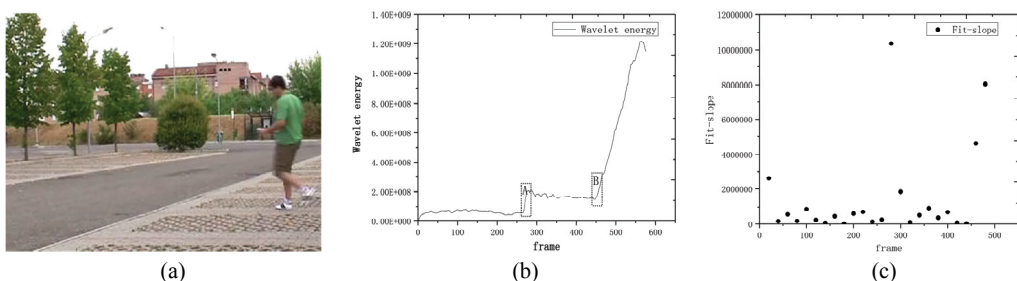 1.40E+009
1.20E+009
1.00E+009
8.00E+008
6.00E+008
4.00E+008
2.00E+008
0.00E+000
Wavelet energy
Wavelet energy
A
B
0 100 200 300 400 500 600
frame
12000000
10000000
8000000
6000000
4000000
2000000
0
Fit-slope
Fit-slope
0 100 200 300 400 500
frame
(a) (b) (c)